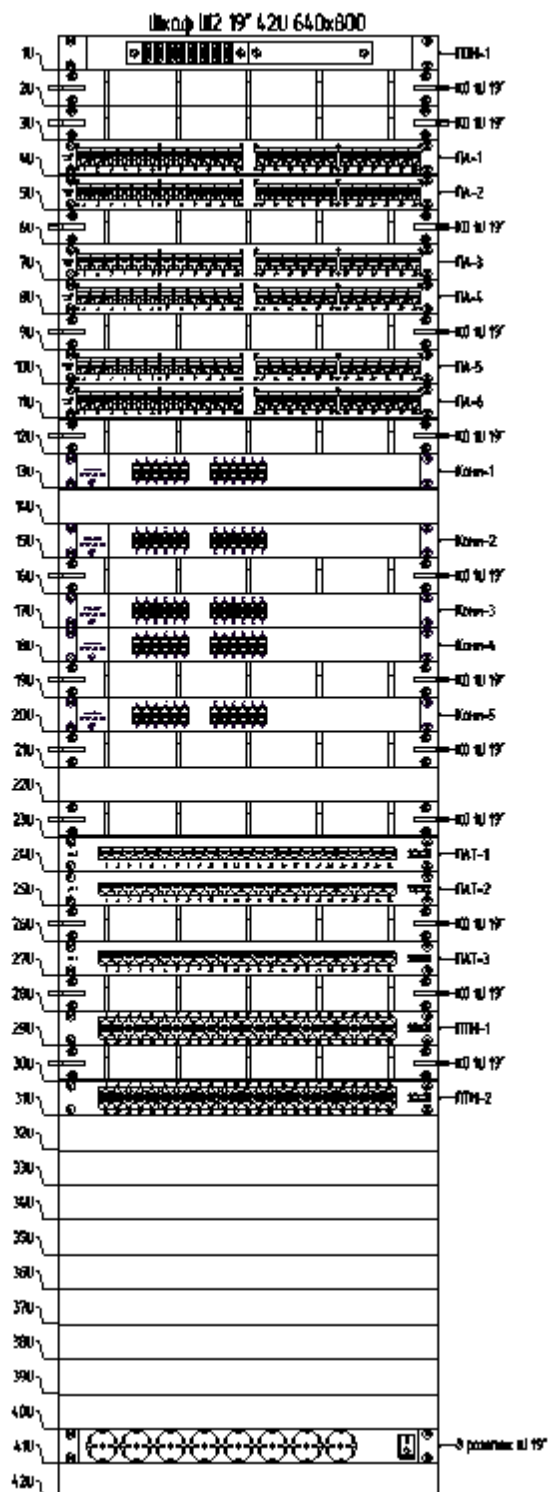 Шкаф Ш2 19" 42U 640x800
1U
2U КО 1U 19"
3U КО 1U 19"
4U ПА-1
5U ПА-2
6U КО 1U 19"
7U ПА-3
8U ПА-4
9U КО 1U 19"
10U ПА-5
11U ПА-6
12U КО 1U 19"
13U Комм-1
14U
15U Комм-2
16U КО 1U 19"
17U Комм-3
18U Комм-4
19U КО 1U 19"
20U Комм-5
21U КО 1U 19"
22U
23U КО 1U 19"
24U ПАТ-1
25U ПАТ-2
26U КО 1U 19"
27U ПАТ-3
28U КО 1U 19"
29U ПТМ-1
30U КО 1U 19"
31U ПТМ-2
32U
33U
34U
35U
36U
37U
38U
39U
40U
41U розеток 1U 19"
42U